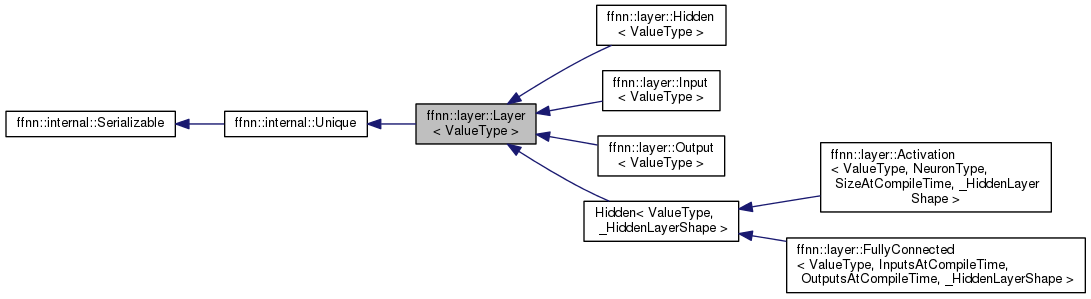 ffnn::internal::Serializable
ffnn::internal::Unique
ffnn::layer::Layer
< ValueType >
ffnn::layer::Hidden
< ValueType >
ffnn::layer::Input
< ValueType >
ffnn::layer::Output
< ValueType >
Hidden< ValueType,
_HiddenLayerShape >
ffnn::layer::Activation
< ValueType, NeuronType,
SizeAtCompileTime, _HiddenLayer
Shape >
ffnn::layer::FullyConnected
< ValueType, InputsAtCompileTime,
OutputsAtCompileTime, _HiddenLayerShape >